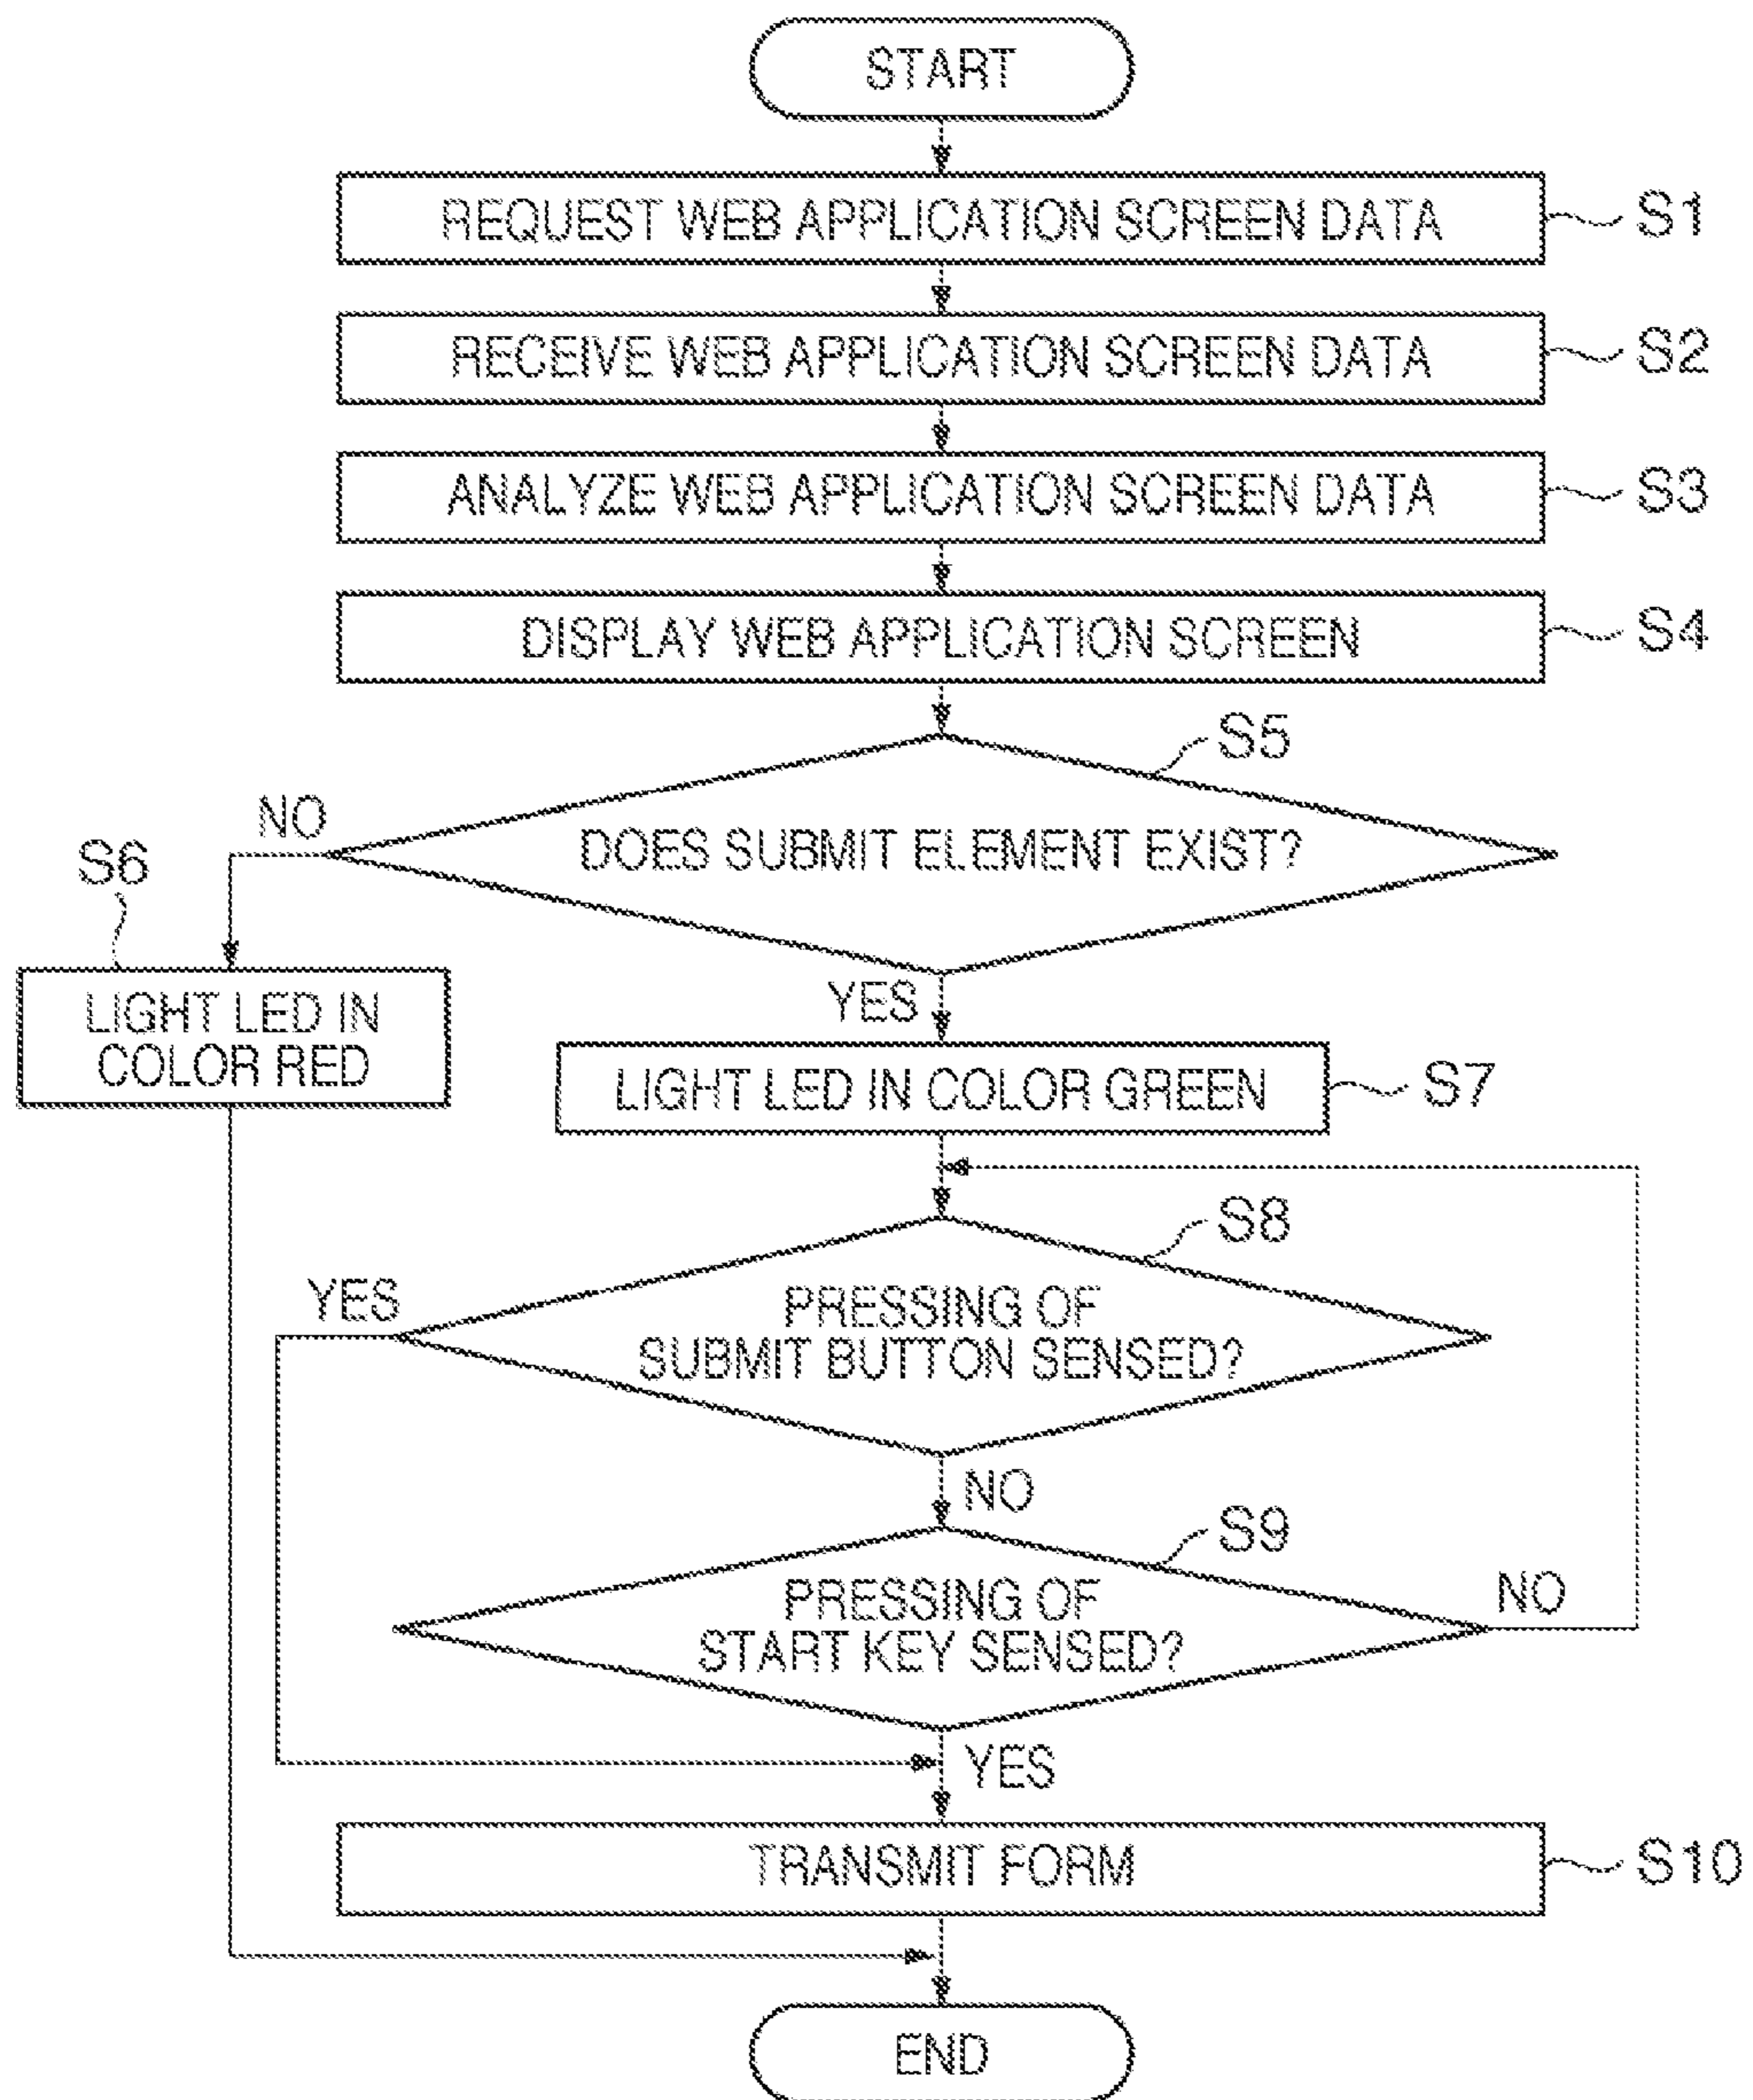 START
REQUEST WEB APPLICATION SCREEN DATA
S1
RECEIVE WEB APPLICATION SCREEN DATA
S2
ANALYZE WEB APPLICATION SCREEN DATA
S3
DISPLAY WEB APPLICATION SCREEN
S4
S5
DOES SUBMIT ELEMENT EXIST?
NO
S6
LIGHT LED IN
COLOR RED
YES
LIGHT LED IN COLOR GREEN
S7
S8
PRESSING OF
SUBMIT BUTTON SENSED?
YES
NO
S9
PRESSING OF
START KEY SENSED?
NO
YES
TRANSMIT FORM
S10
END